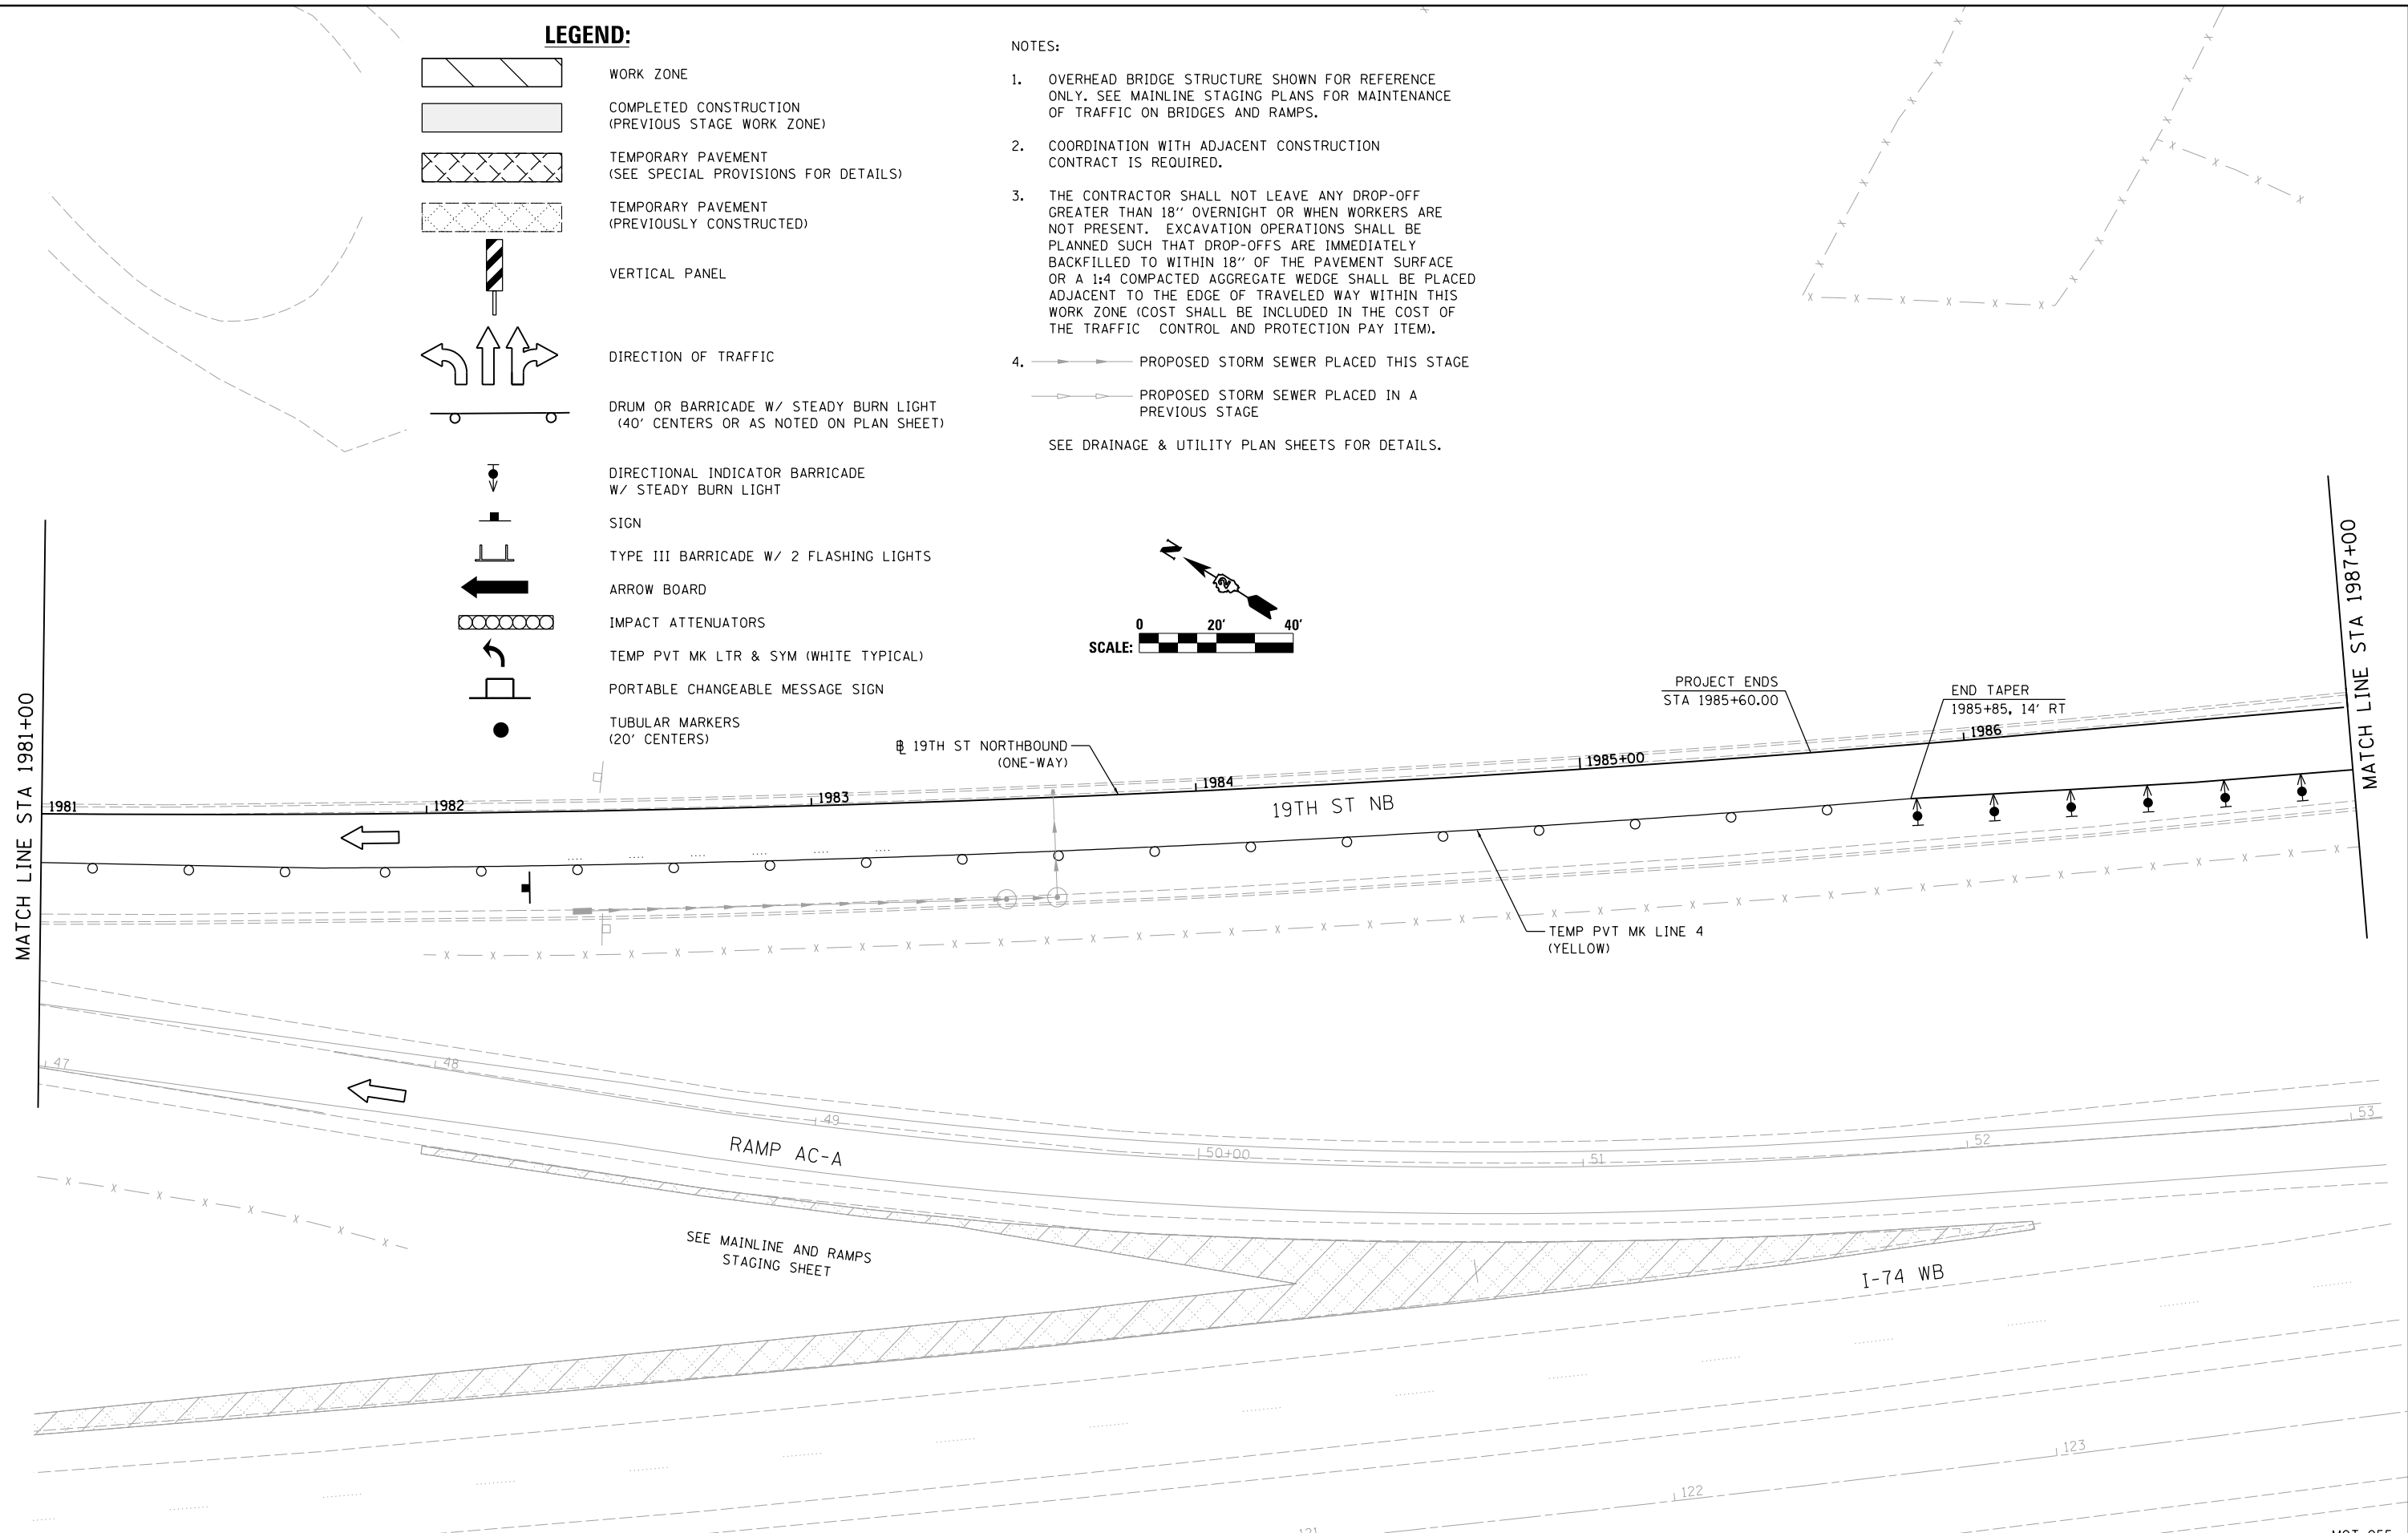 LEGEND:
WORK ZONE
COMPLETED CONSTRUCTION
(PREVIOUS STAGE WORK ZONE)
TEMPORARY PAVEMENT
(SEE SPECIAL PROVISIONS FOR DETAILS)
TEMPORARY PAVEMENT
(PREVIOUSLY CONSTRUCTED)
VERTICAL PANEL
DIRECTION OF TRAFFIC
DRUM OR BARRICADE W/ STEADY BURN LIGHT
(40' CENTERS OR AS NOTED ON PLAN SHEET)
DIRECTIONAL INDICATOR BARRICADE
W/ STEADY BURN LIGHT
SIGN
TYPE III BARRICADE W/ 2 FLASHING LIGHTS
ARROW BOARD
IMPACT ATTENUATORS
TEMP PVT MK LTR & SYM (WHITE TYPICAL)
PORTABLE CHANGEABLE MESSAGE SIGN
TUBULAR MARKERS
(20' CENTERS)
NOTES:
1. OVERHEAD BRIDGE STRUCTURE SHOWN FOR REFERENCE
ONLY. SEE MAINLINE STAGING PLANS FOR MAINTENANCE
OF TRAFFIC ON BRIDGES AND RAMPS.
2. COORDINATION WITH ADJACENT CONSTRUCTION
CONTRACT IS REQUIRED.
3. THE CONTRACTOR SHALL NOT LEAVE ANY DROP-OFF
GREATER THAN 18'' OVERNIGHT OR WHEN WORKERS ARE
NOT PRESENT. EXCAVATION OPERATIONS SHALL BE
PLANNED SUCH THAT DROP-OFFS ARE IMMEDIATELY
BACKFILLED TO WITHIN 18'' OF THE PAVEMENT SURFACE
OR A 1:4 COMPACTED AGGREGATE WEDGE SHALL BE PLACED
ADJACENT TO THE EDGE OF TRAVELED WAY WITHIN THIS
WORK ZONE (COST SHALL BE INCLUDED IN THE COST OF
THE TRAFFIC CONTROL AND PROTECTION PAY ITEM).
4. PROPOSED STORM SEWER PLACED THIS STAGE
PROPOSED STORM SEWER PLACED IN A
PREVIOUS STAGE
SEE DRAINAGE & UTILITY PLAN SHEETS FOR DETAILS.
N
2
0 20' 40'
SCALE:
MATCH LINE STA 1981+00
MATCH LINE STA 1987+00
PROJECT ENDS
STA 1985+60.00
END TAPER
1985+85, 14' RT
℄ 19TH ST NORTHBOUND
(ONE-WAY)
1981
1982
1983
1984
1985+00
1986
19TH ST NB
TEMP PVT MK LINE 4
(YELLOW)
47
48
49
50+00
51
52
53
RAMP AC-A
SEE MAINLINE AND RAMPS
STAGING SHEET
I-74 WB
123
122